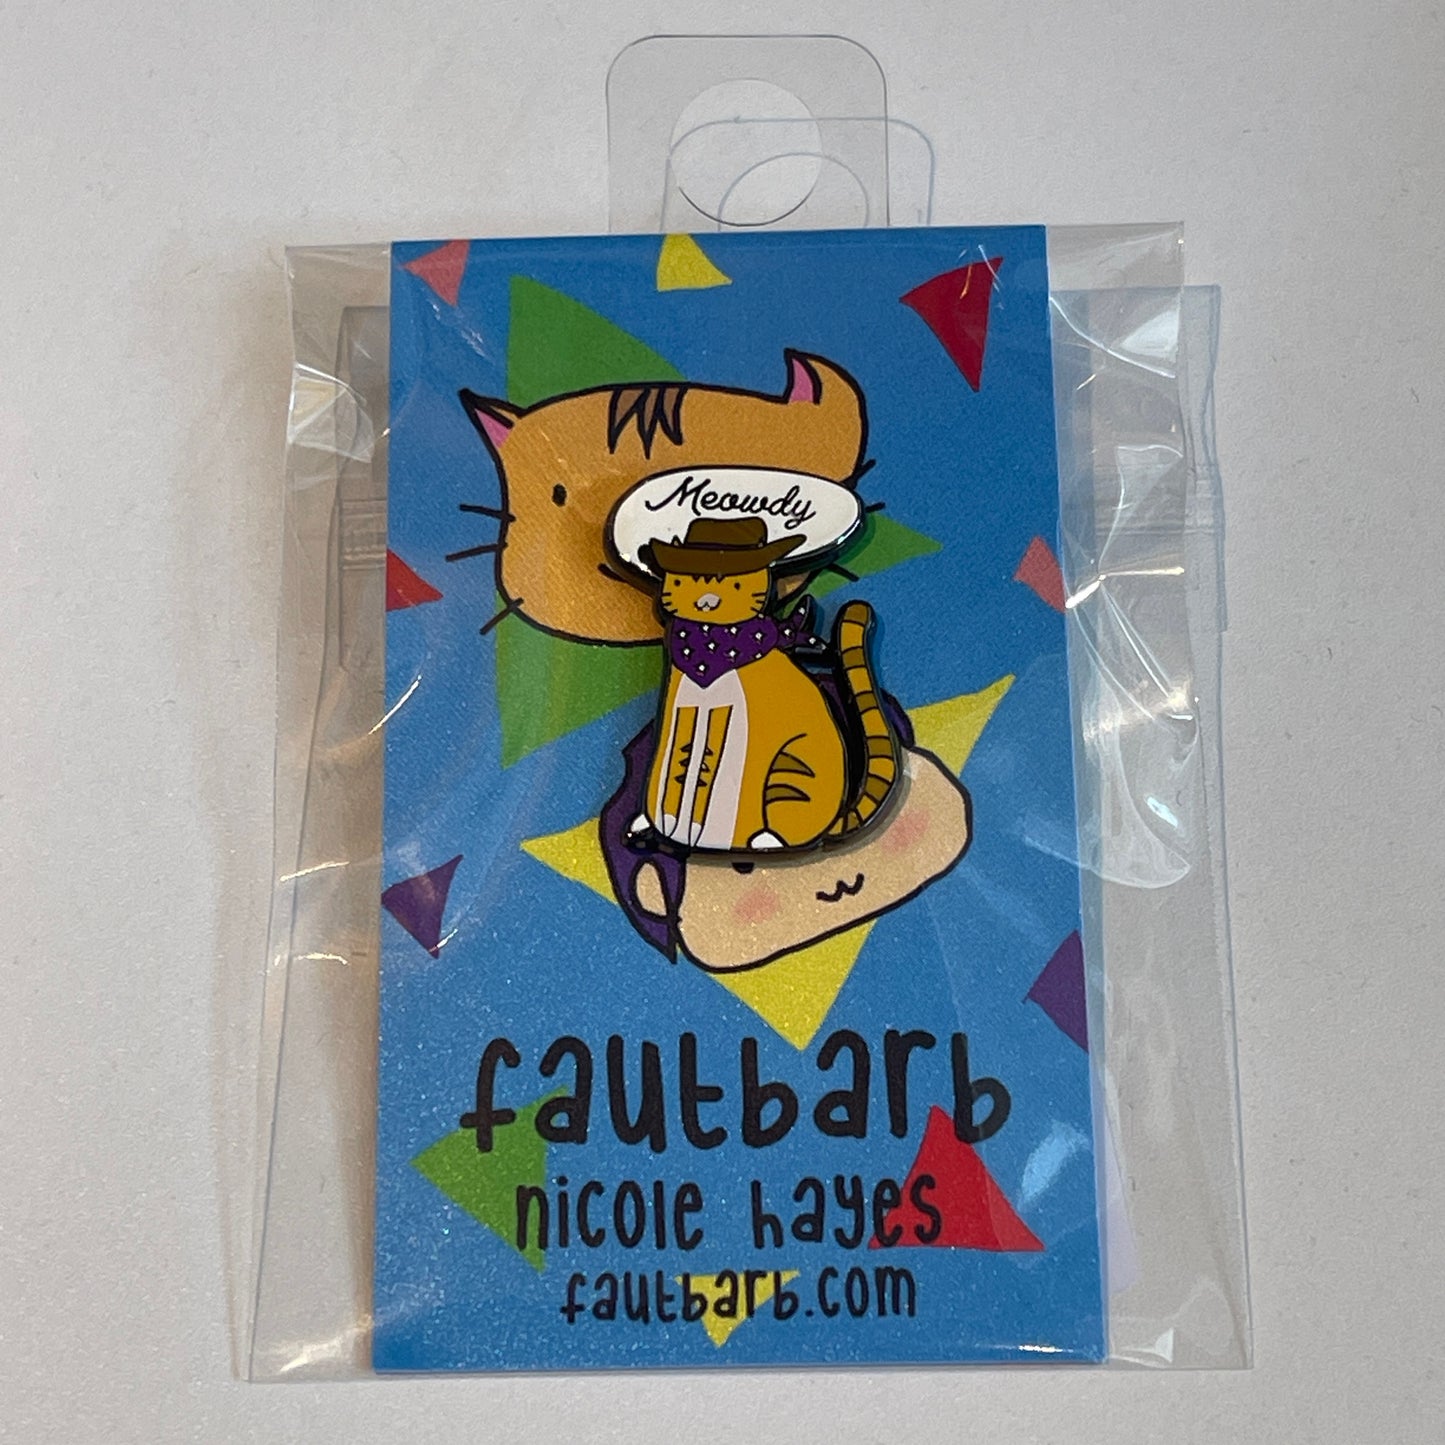 Meowdy
fautbarb
nicole hayes
fautbarb.com